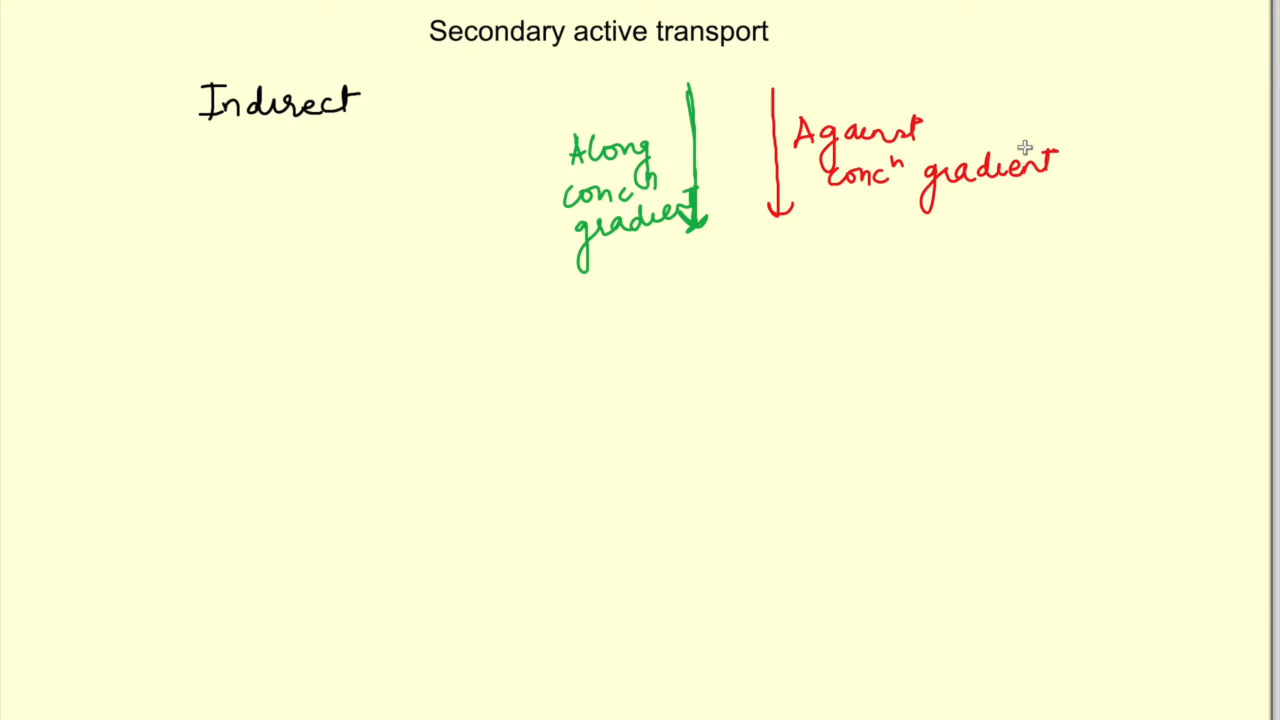 Secondary active transport
Indirect
Along
concn
gradient
Against
concn gradient